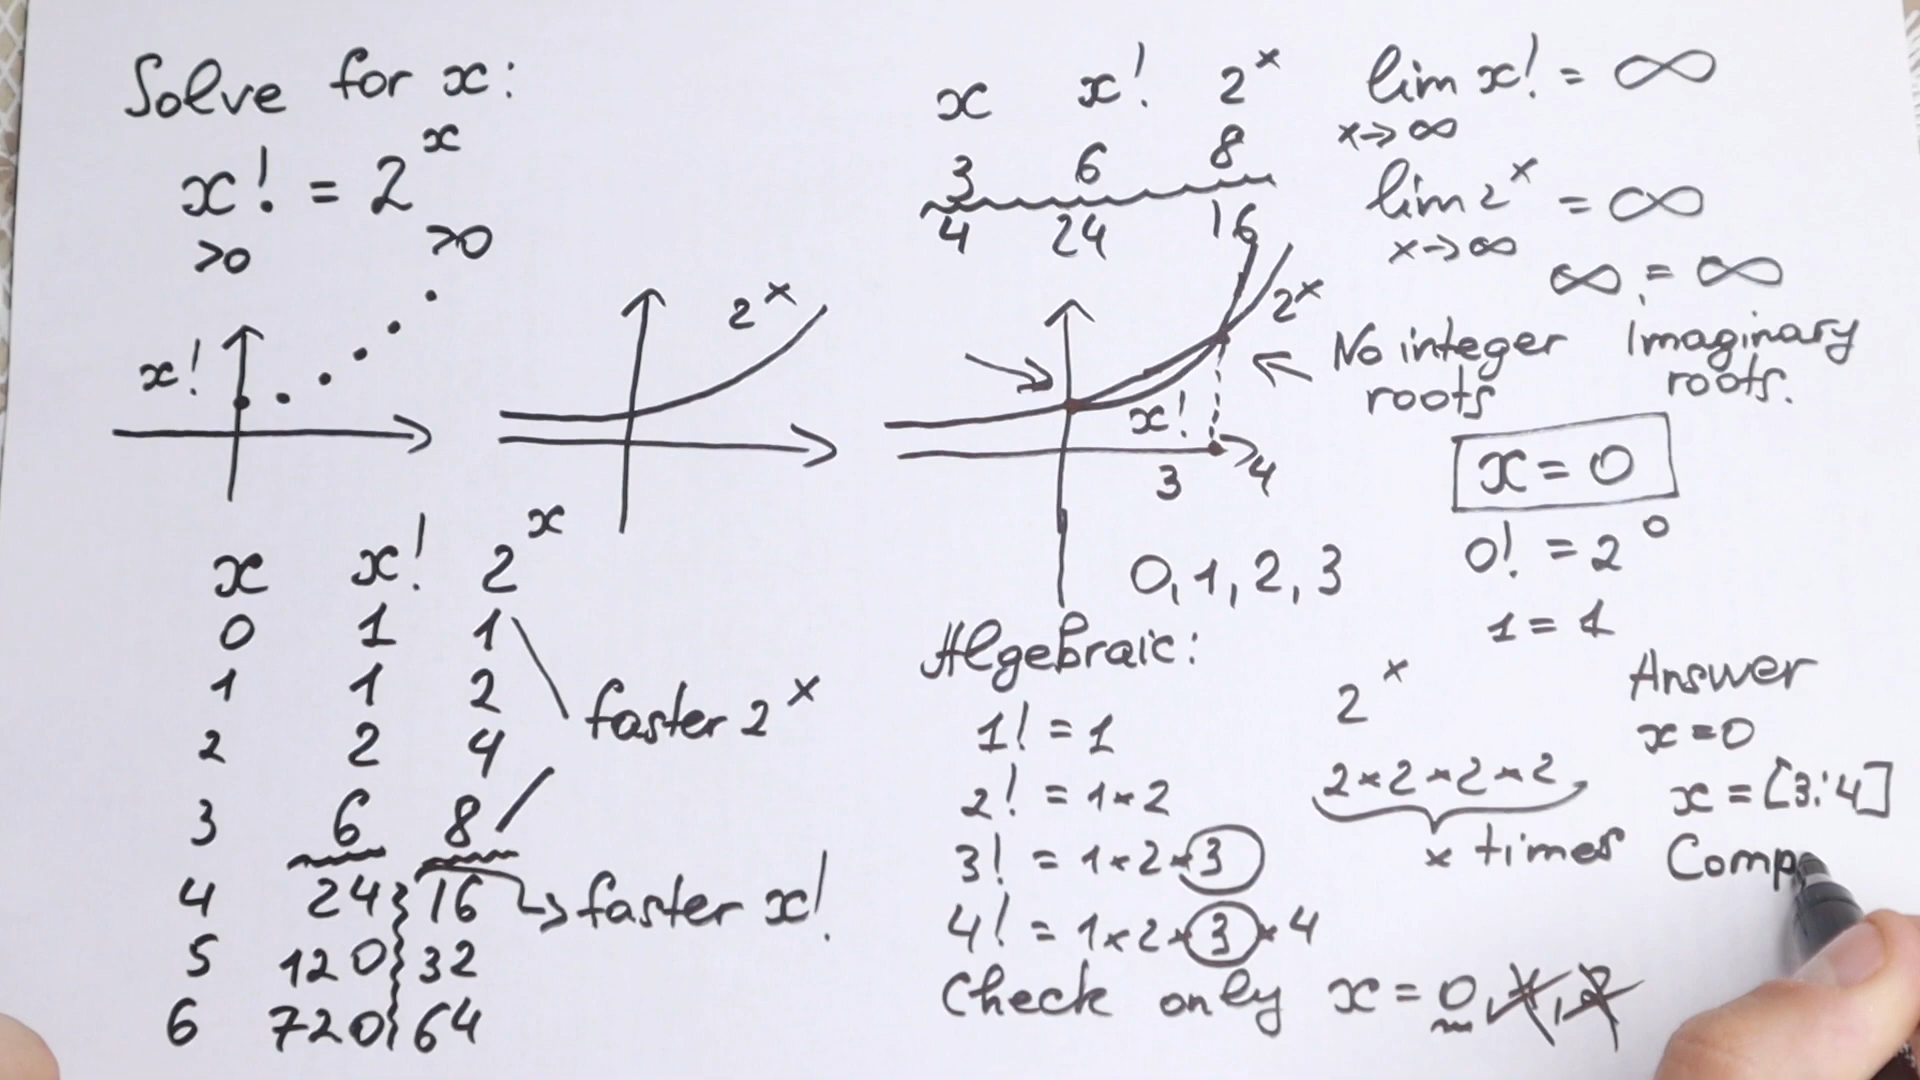 Solve for x:
x! = 2^x
>0 >0
x!
2^x
x x! 2^x
0 1 1
1 1 2
2 2 4
faster 2^x
3 6 8
4 24 16
faster x!
5 120 32
6 720 64
x x! 2^x
3 6 8
4 24 16
2^x
x!
3 4
0, 1, 2, 3
Algebraic:
1! = 1
2! = 1×2
3! = 1×2×3
4! = 1×2×3×4
Check only x = 0, 1, 2
2^x
2×2×2×2
x times
lim x! = ∞
x→∞
lim 2^x = ∞
x→∞
∞ = ∞
No integer
roots
Imaginary
roots.
x = 0
0! = 2^0
1 = 1
Answer
x = 0
x = [3:4]
Comp